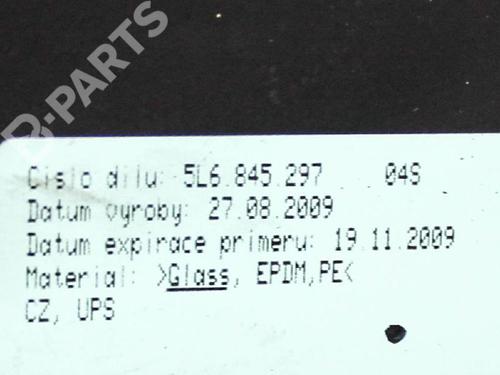 B-PARTS
Cislo dilu: 5L6.845.297 04S
Datum vyroby: 27.08.2009
Datum expirace primeru: 19.11.2009
Material: >Glass, EPDM,PE<
CZ, UPS